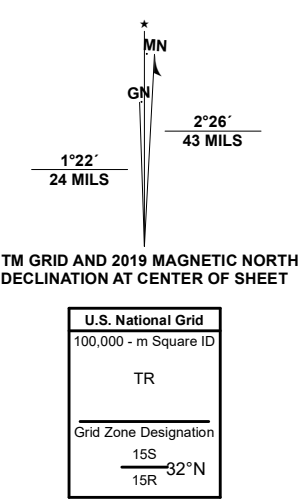 ★
MN
GN
2°26´
43 MILS
1°22´
24 MILS
TM GRID AND 2019 MAGNETIC NORTH
DECLINATION AT CENTER OF SHEET
U.S. National Grid
100,000 - m Square ID
TR
Grid Zone Designation
15S
32°N
15R